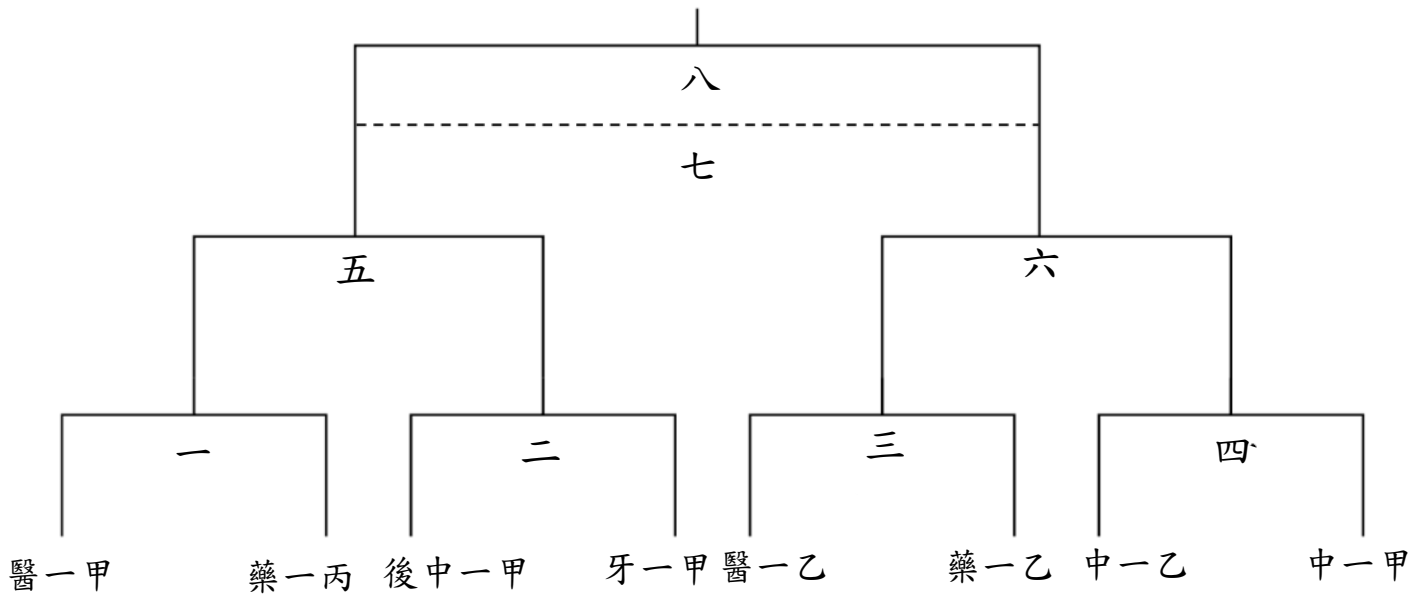 八
七
五
六
一
二
三
四
醫一甲
藥一丙
後中一甲
牙一甲
醫一乙
藥一乙
中一乙
中一甲